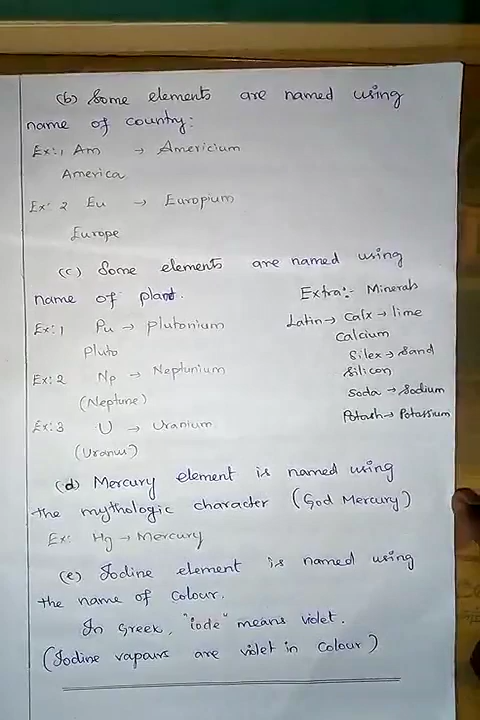 (b) Some elements are named using
name of country:
Ex:1 Am → Americium
America
Ex: 2 Eu → Europium
Europe
(c) Some elements are named using
name of plant.
Ex:1 Pu → plutonium
pluto
Ex: 2 Np → Neptunium
(Neptune)
Ex: 3 U → Uranium
(Uranus)
Extra:- Minerals
Latin → Calx → lime
Calcium
Silex → Sand
Silicon
Soda → Sodium
Potash → Potassium
(d) Mercury element is named using
the mythologic character (God Mercury)
Ex: Hg → Mercury
(e) Iodine element is named using
the name of colour.
In Greek, "iode" means violet.
(Iodine vapours are violet in colour)